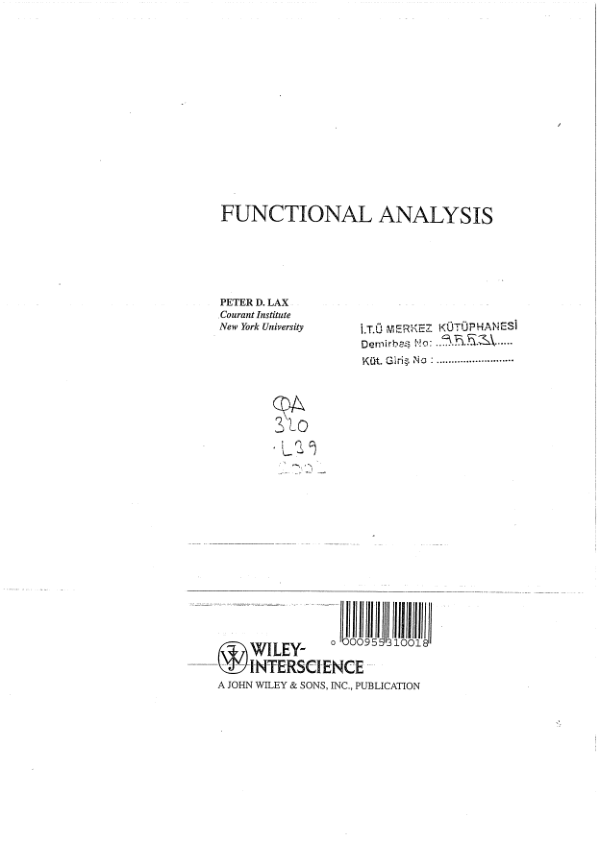 FUNCTIONAL ANALYSIS
PETER D. LAX
Courant Institute
New York University
İ.T.Ü MERKEZ KÜTÜPHANESİ
Demirbaş No: ..95531.....
Küt. Giriş No : ..........................
QA
320
.L39
2002
0 000955310018
WILEY-
INTERSCIENCE
A JOHN WILEY & SONS, INC., PUBLICATION